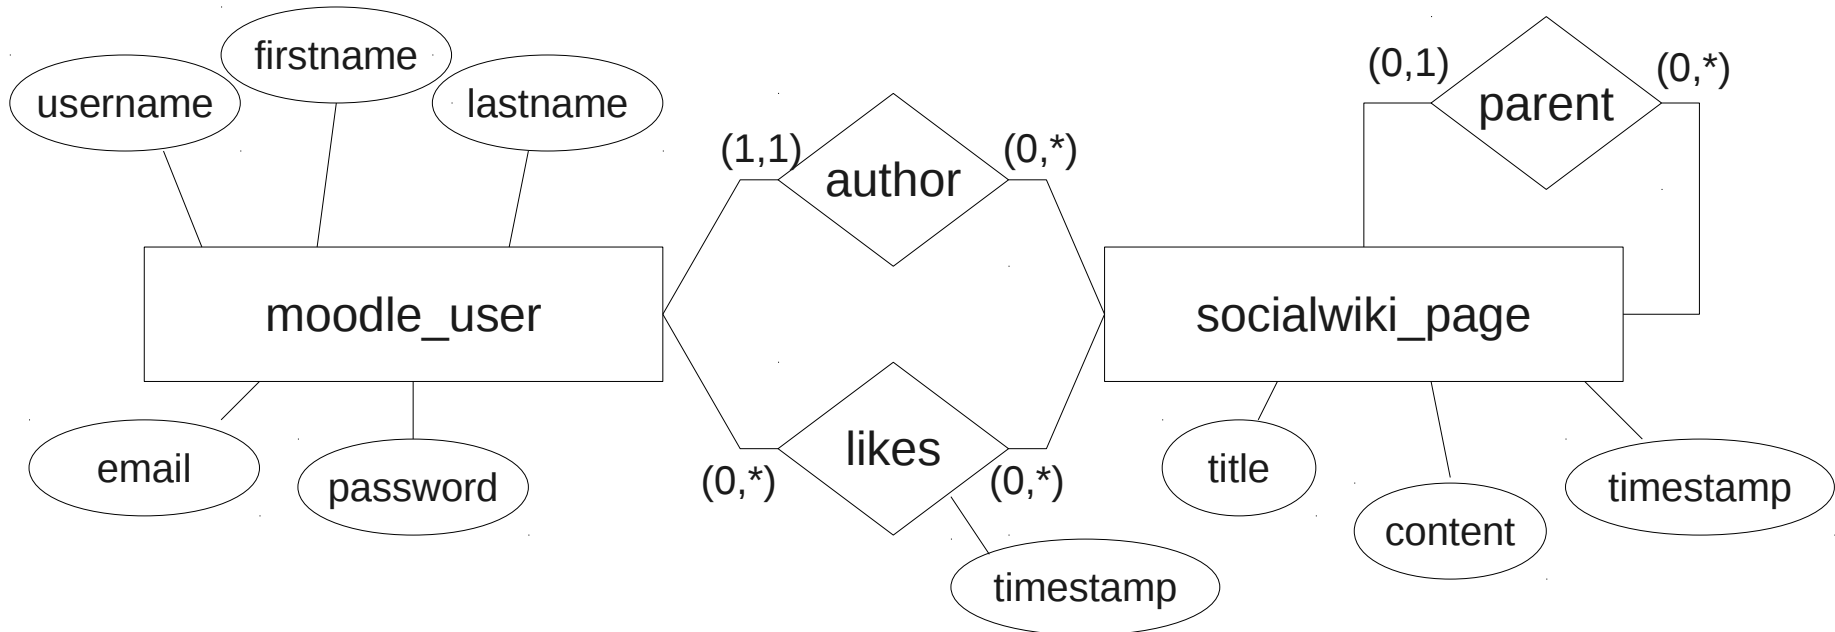 firstname
username
lastname
(0,1)
(0,*)
parent
(1,1)
(0,*)
author
moodle_user
socialwiki_page
email
password
likes
(0,*)
(0,*)
title
content
timestamp
timestamp